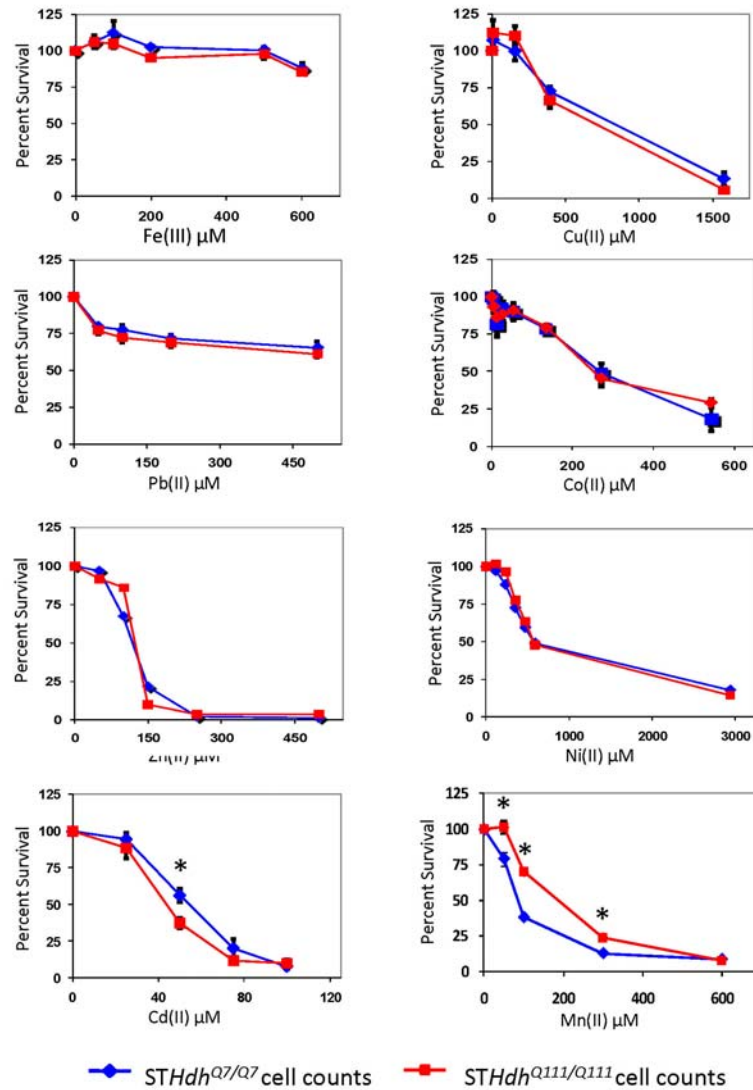 125
100
75
50
25
0
Percent Survival
0 200 400 600
Fe(III) µM
125
100
75
50
25
0
Percent Survival
0 500 1000 1500
Cu(II) µM
125
100
75
50
25
0
Percent Survival
0 150 300 450
Pb(II) µM
125
100
75
50
25
0
Percent Survival
0 200 400 600
Co(II) µM
125
100
75
50
25
0
Percent Survival
0 150 300 450
Zn(II) µM
125
100
75
50
25
0
Percent Survival
0 1000 2000 3000
Ni(II) µM
125
100
75
50
25
0
Percent Survival
*
0 40 80 120
Cd(II) µM
125
100
75
50
25
0
Percent Survival
*
*
*
0 200 400 600
Mn(II) µM
STHdhQ7/Q7 cell counts
STHdhQ111/Q111 cell counts